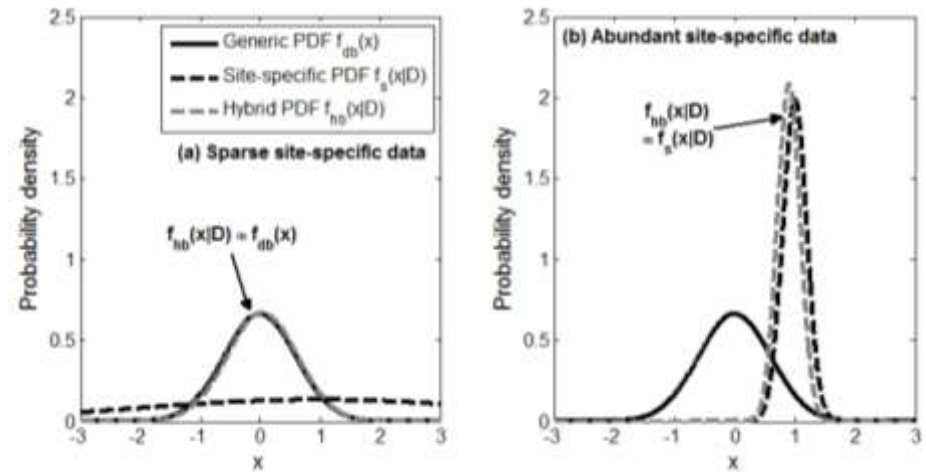 2.5
2
1.5
1
0.5
0
-3 -2 -1 0 1 2 3
x
Probability density
Generic PDF f_db(x)
Site-specific PDF f_s(x|D)
Hybrid PDF f_hb(x|D)
(a) Sparse site-specific data
f_hb(x|D) ≈ f_db(x)
2.5
2
1.5
1
0.5
0
-3 -2 -1 0 1 2 3
x
Probability density
(b) Abundant site-specific data
f_hb(x|D)
≈ f_s(x|D)